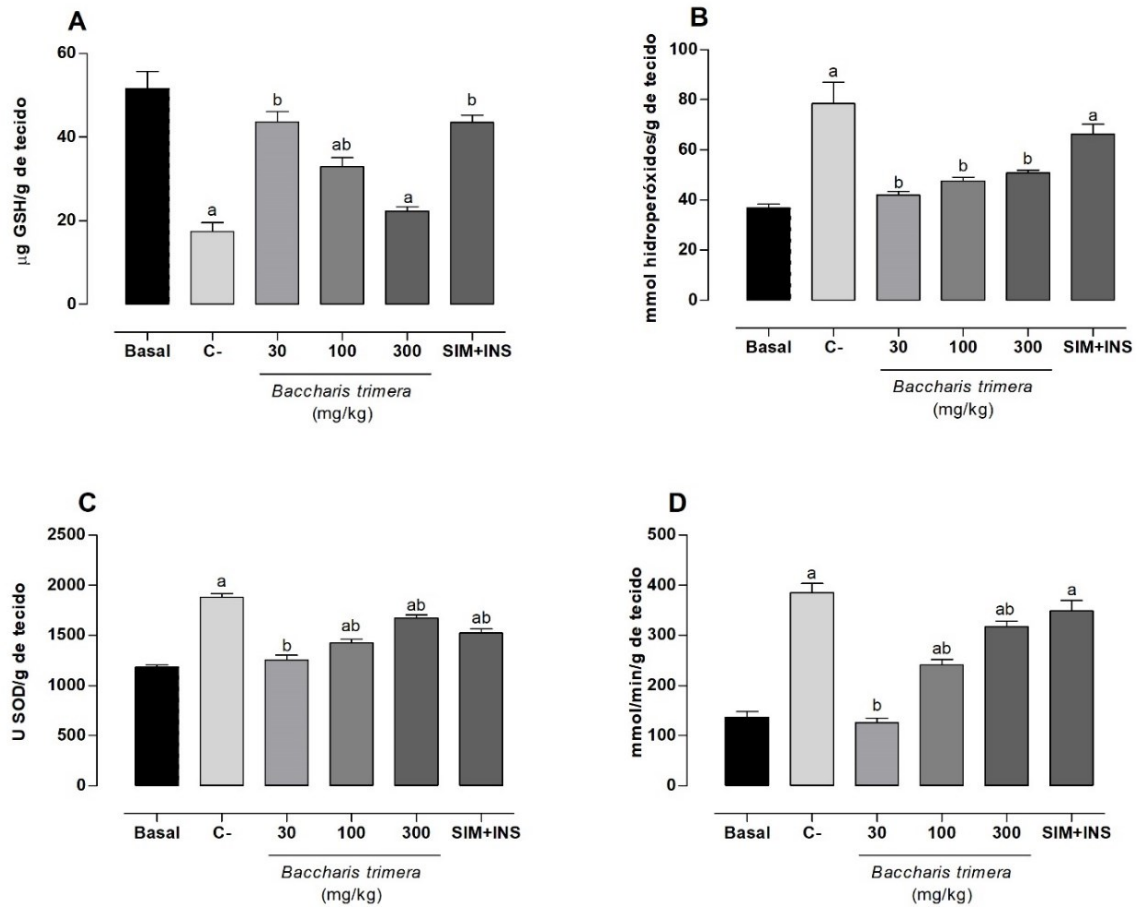 A
μg GSH/g de tecido
60
40
20
0
b
b
ab
a
a
Basal
C-
30
100
300
SIM+INS
Baccharis trimera
(mg/kg)
B
mmol hidroperóxidos/g de tecido
100
80
60
40
20
0
a
a
b
b
b
Basal
C-
30
100
300
SIM+INS
Baccharis trimera
(mg/kg)
C
U SOD/g de tecido
2500
2000
1500
1000
500
0
a
b
ab
ab
ab
Basal
C-
30
100
300
SIM+INS
Baccharis trimera
(mg/kg)
D
mmol/min/g de tecido
500
400
300
200
100
0
a
b
ab
ab
a
Basal
C-
30
100
300
SIM+INS
Baccharis trimera
(mg/kg)